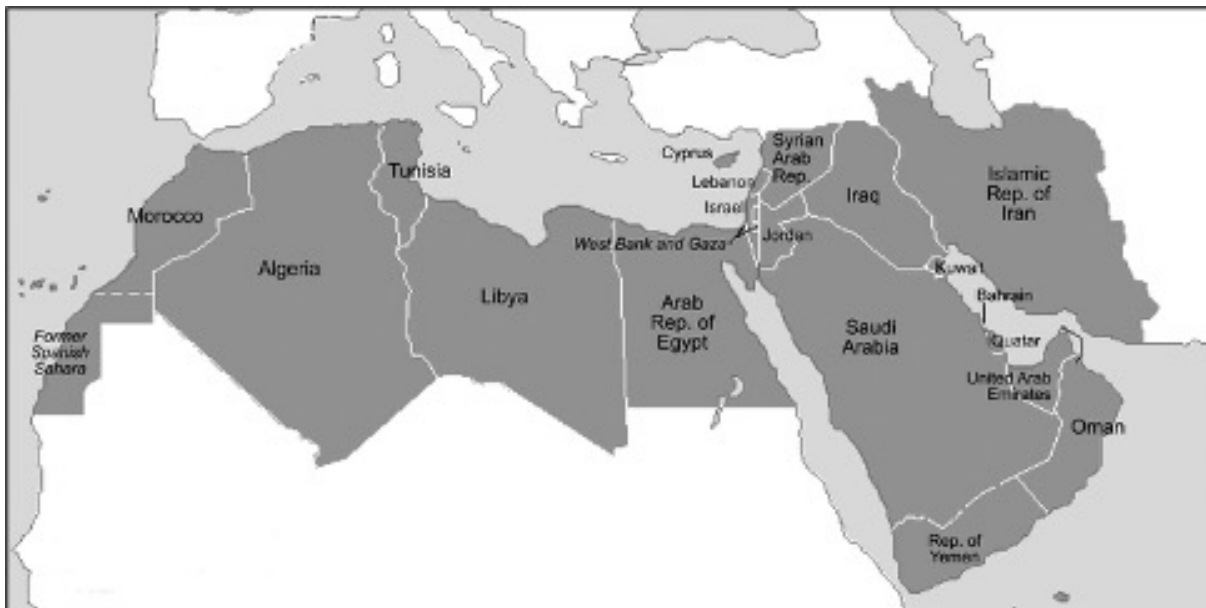 Cyprus
Syrian
Arab
Rep.
Lebanon
Israel
West Bank and Gaza
Jordan
Iraq
Islamic
Rep. of
Iran
Tunisia
Morocco
Algeria
Libya
Arab
Rep. of
Egypt
Kuwait
Bahrain
Quatar
Saudi
Arabia
United Arab
Emirates
Oman
Former
Spanish
Sahara
Rep. of
Yemen